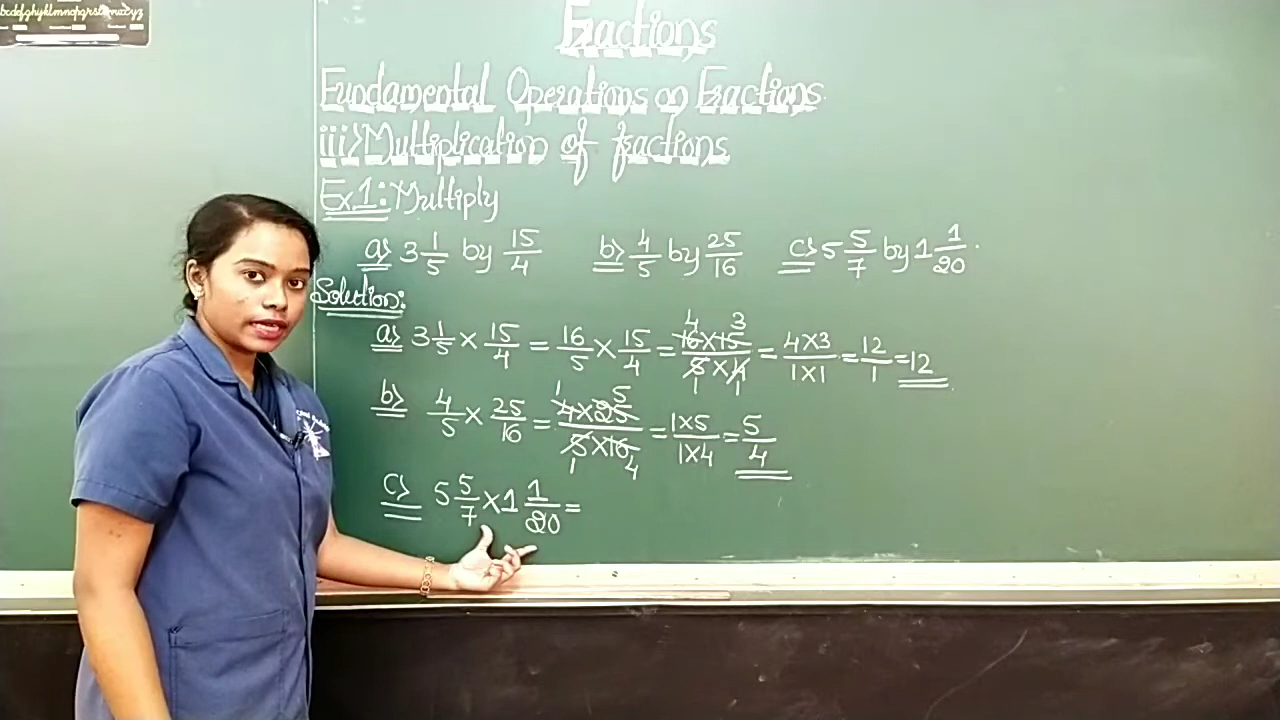 abcdefghijklmnopqrstuvwxyz
Fractions
Fundamental Operations on Fractions
iii> Multiplication of fractions
Ex.1: Multiply
a> 3 1/5 by 15/4 b> 4/5 by 25/16 c> 5 5/7 by 1 1/20.
Solution:
a> 3 1/5 × 15/4 = 16/5 × 15/4 = 4 3 16×15/5×4 1 1 = 4×3/1×1 = 12/1 = 12
b> 4/5 × 25/16 = 1 5 4×25/5×16 1 4 = 1×5/1×4 = 5/4
c> 5 5/7 × 1 1/20 =